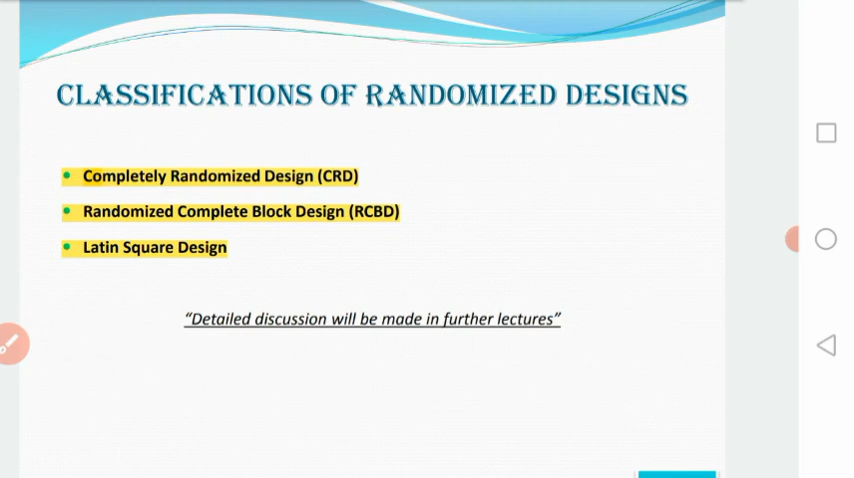 CLASSIFICATIONS OF RANDOMIZED DESIGNS
• Completely Randomized Design (CRD)
• Randomized Complete Block Design (RCBD)
• Latin Square Design
“Detailed discussion will be made in further lectures”